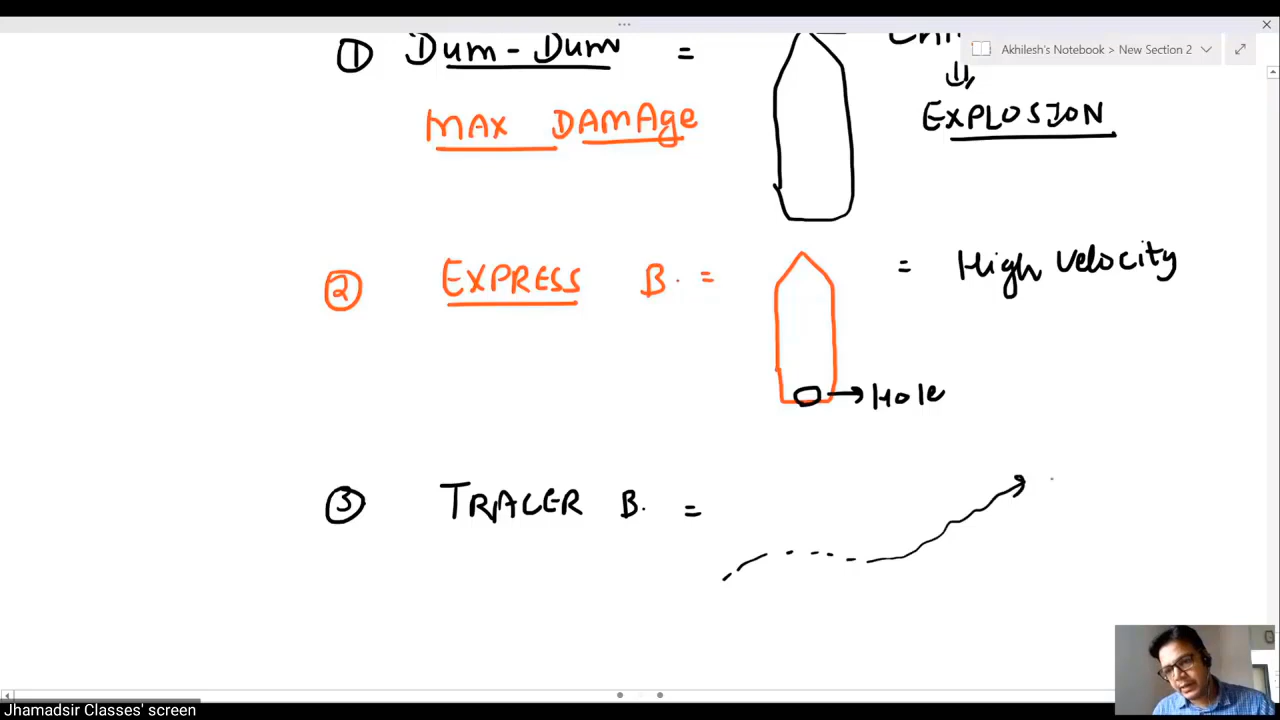 Akhilesh's Notebook > New Section 2
① Dum-Dum =
EXPLOSION
MAX DAMAge
② EXPRESS B. = = High Velocity
Hole
③ TRACER B. =
Jhamadsir Classes' screen